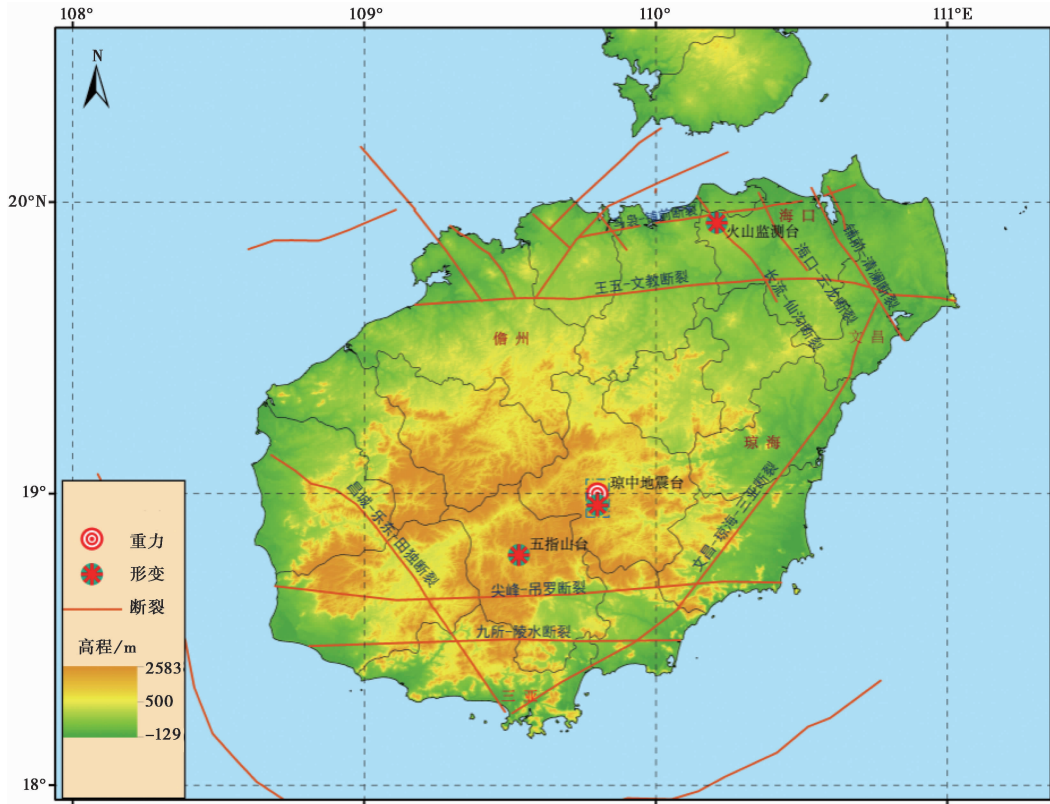 108°
109°
110°
111°E
N
20°N
海口
火山监测台
铺前-清澜断裂
海口-云龙断裂
王五-文教断裂
长流-仙沟断裂
文昌
儋州
琼海
19°
琼中地震台
昌城-乐东-田独断裂
文昌-琼海-三亚断裂
五指山台
尖峰-吊罗断裂
九所-陵水断裂
三亚
重力
形变
断裂
高程/m
2583
500
-129
18°